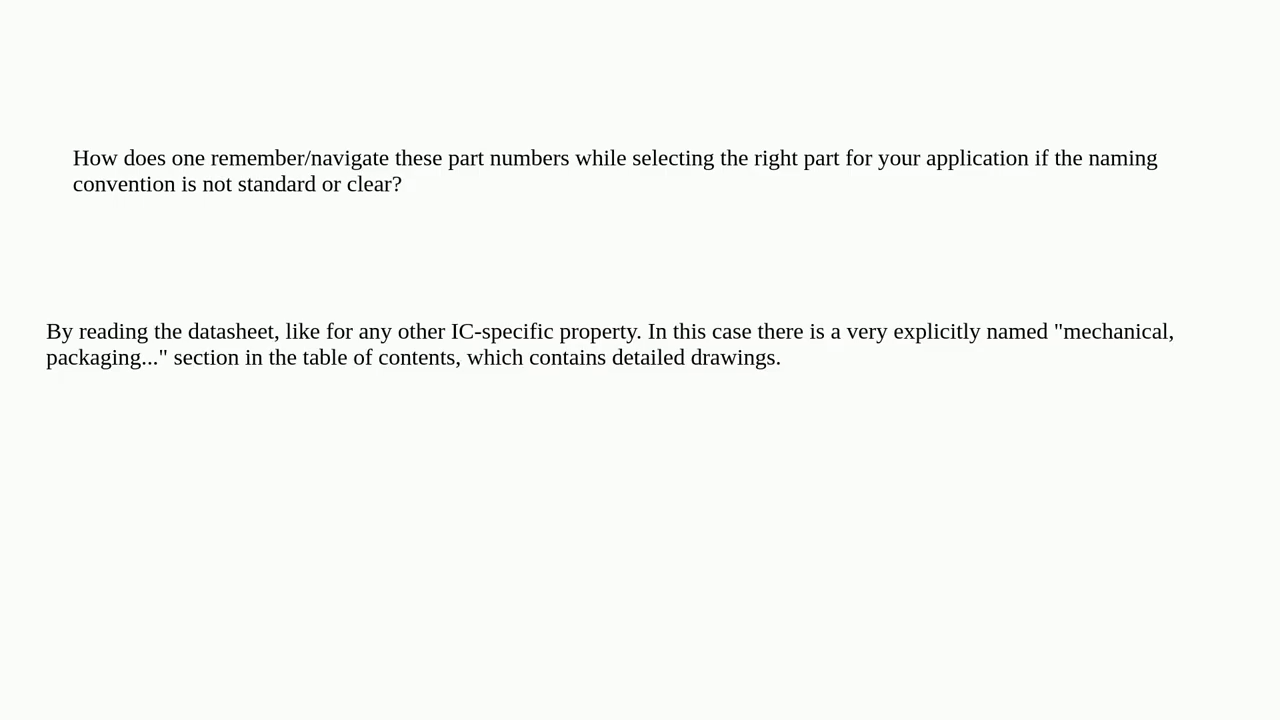 How does one remember/navigate these part numbers while selecting the right part for your application if the naming
convention is not standard or clear?
By reading the datasheet, like for any other IC-specific property. In this case there is a very explicitly named "mechanical,
packaging..." section in the table of contents, which contains detailed drawings.